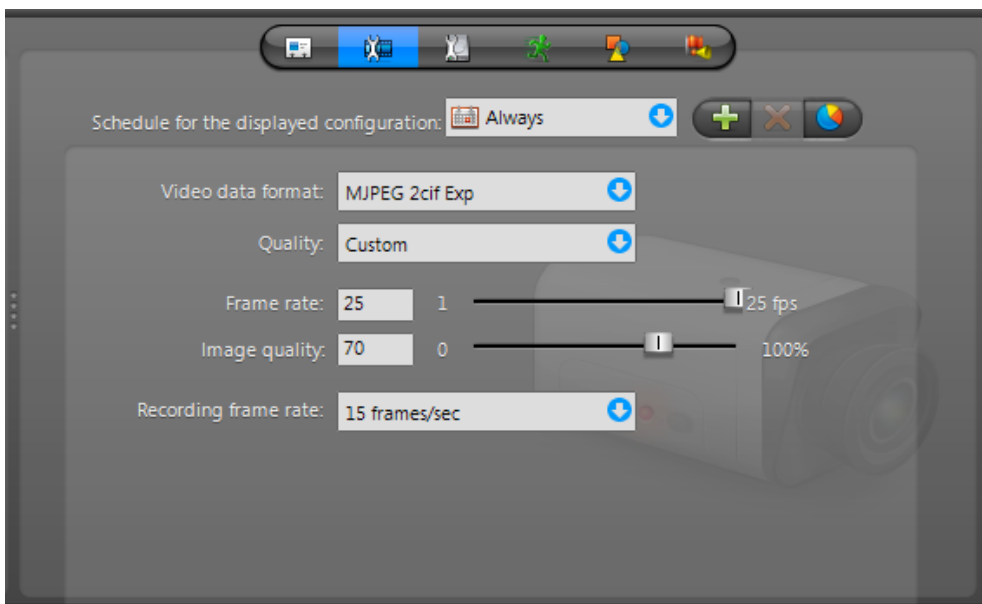 Schedule for the displayed configuration: Always
Video data format: MJPEG 2cif Exp
Quality: Custom
Frame rate: 25 1 25 fps
Image quality: 70 0 100%
Recording frame rate: 15 frames/sec